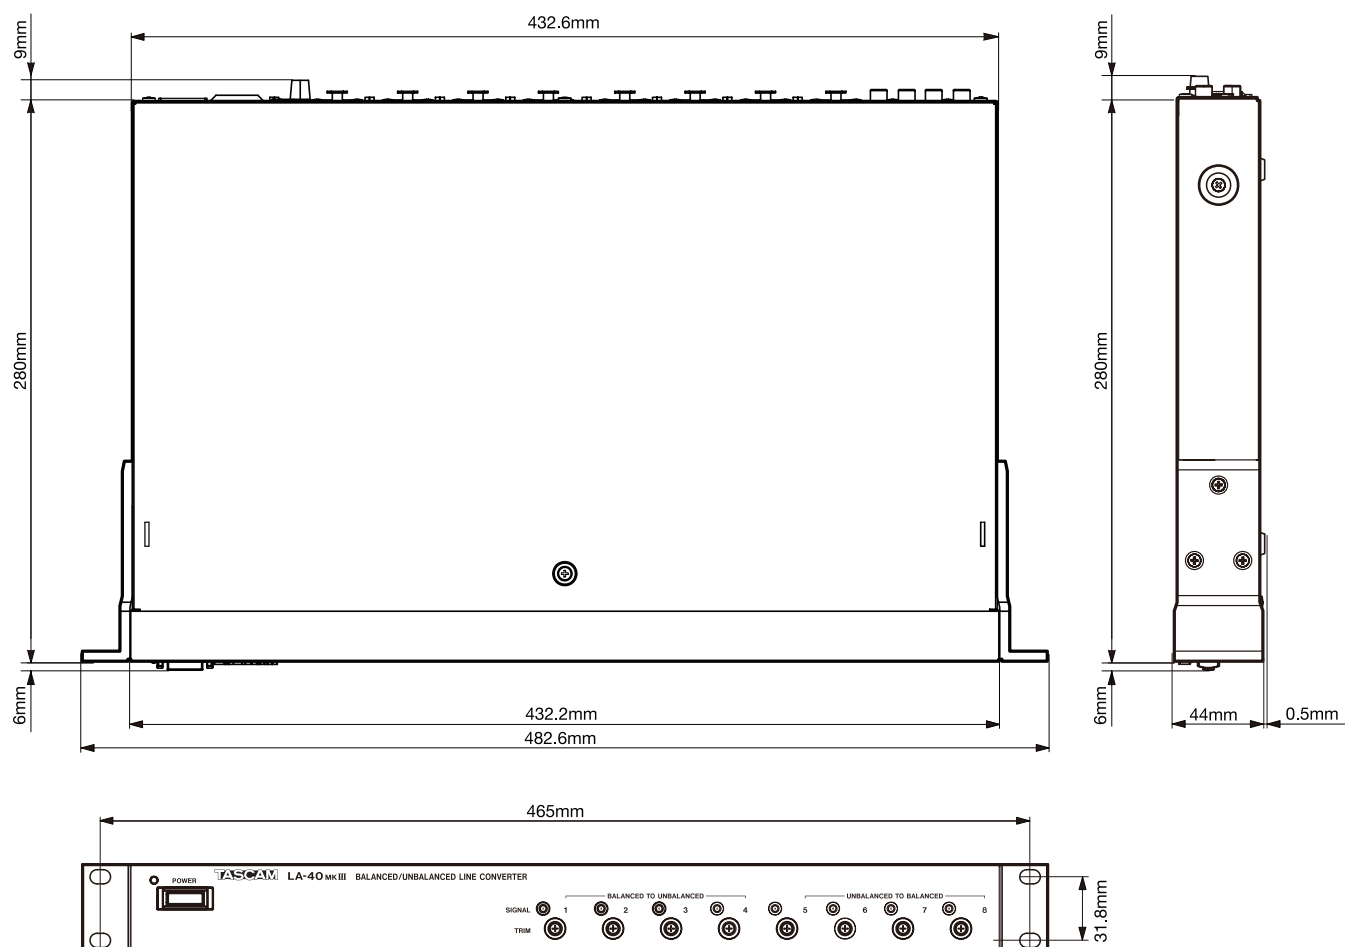 432.6mm
9mm
9mm
280mm
280mm
6mm
432.2mm
482.6mm
6mm
44mm
0.5mm
465mm
POWER
TASCAM LA-40 MKIII BALANCED/UNBALANCED LINE CONVERTER
BALANCED TO UNBALANCED
UNBALANCED TO BALANCED
SIGNAL 1 2 3 4 5 6 7 8
TRIM
31.8mm